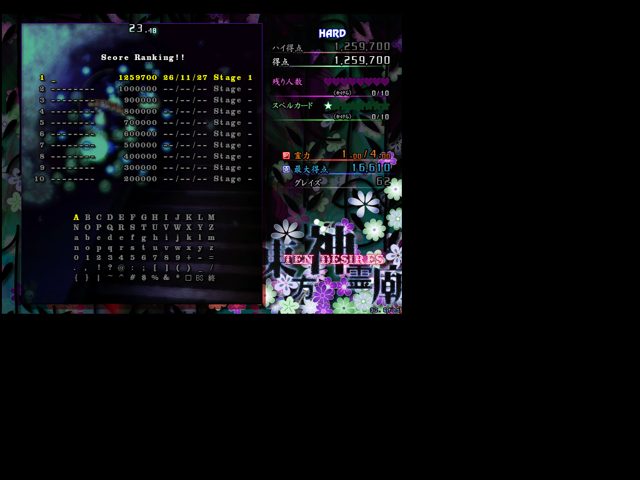 23.48
Score Ranking!!
1 _ 1259700 26/11/27 Stage 1
2 -------- 1000000 --/--/-- Stage -
3 -------- 900000 --/--/-- Stage -
4 -------- 800000 --/--/-- Stage -
5 -------- 700000 --/--/-- Stage -
6 -------- 600000 --/--/-- Stage -
7 -------- 500000 --/--/-- Stage -
8 -------- 400000 --/--/-- Stage -
9 -------- 300000 --/--/-- Stage -
10 -------- 200000 --/--/-- Stage -
A B C D E F G H I J K L M
N O P Q R S T U V W X Y Z
a b c d e f g h i j k l m
n o p q r s t u v w x y z
0 1 2 3 4 5 6 7 8 9 + - =
. , ! ? @ : ; [ ] ( ) _ /
{ } | ~ ^ # $ % & * 終
HARD
ハイ得点 1,259,700
得点 1,259,700
残り人数
0/10
スペルカード ★
0/10
霊力 1.00/4.00
最大得点 16,610
グレイズ 62
東方神霊廟
TEN DESIRES